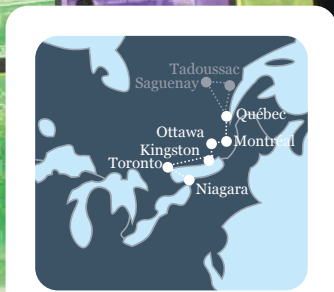 Tadoussac
Saguenay
Québec
Ottawa
Montréal
Kingston
Toronto
Niagara